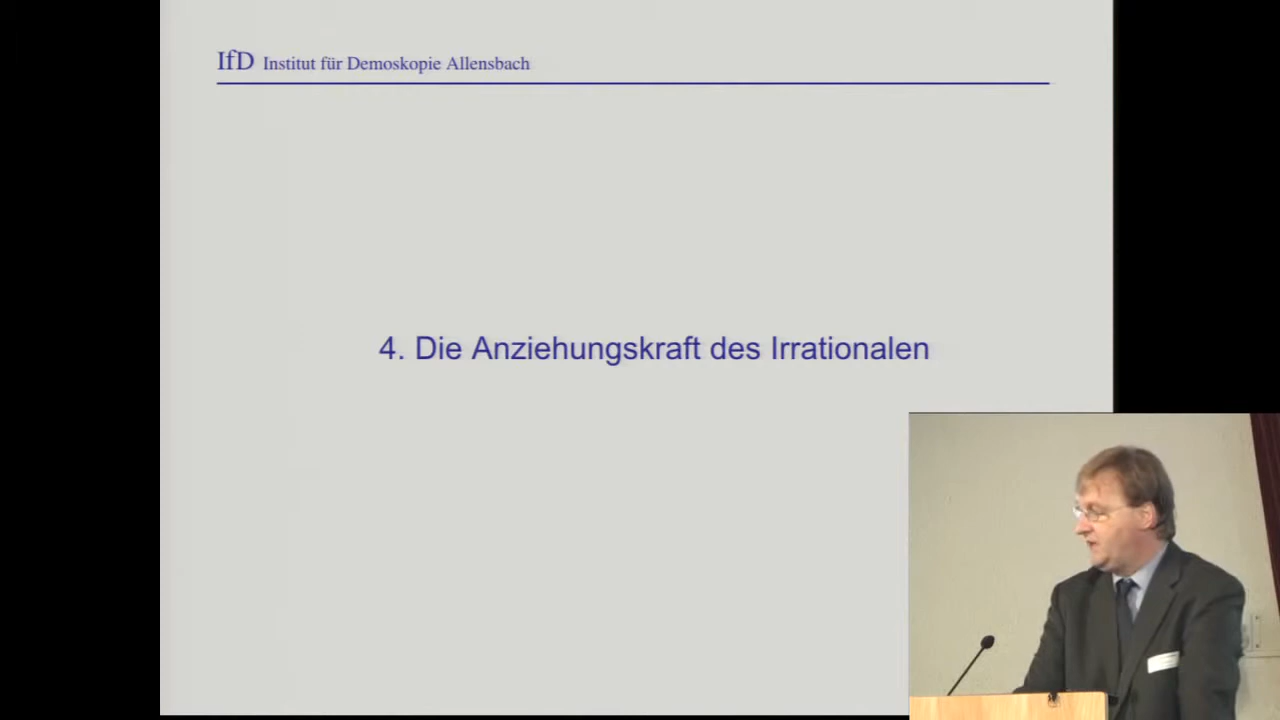 IfD Institut für Demoskopie Allensbach
4. Die Anziehungskraft des Irrationalen